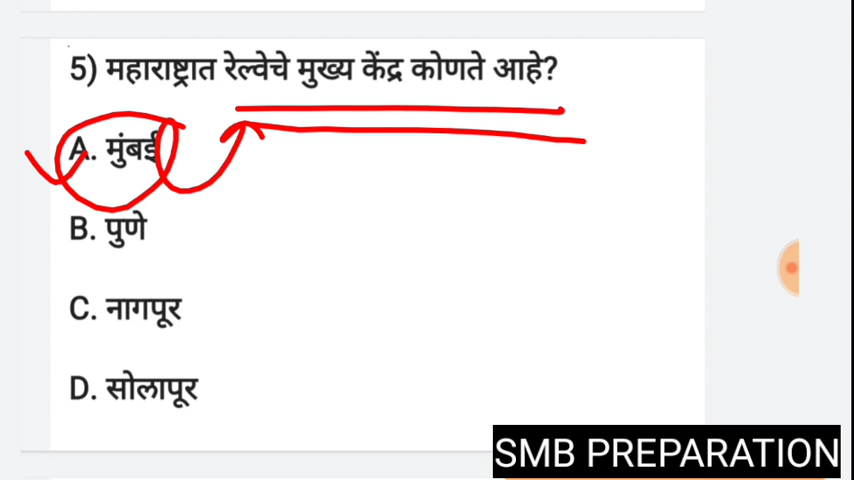 5) महाराष्ट्रात रेल्वेचे मुख्य केंद्र कोणते आहे?
A. मुंबई
B. पुणे
C. नागपूर
D. सोलापूर
SMB PREPARATION